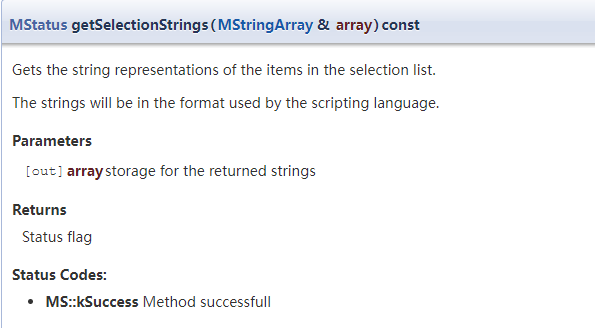 MStatus getSelectionStrings ( MStringArray & array ) const
Gets the string representations of the items in the selection list.
The strings will be in the format used by the scripting language.
Parameters
[out] array storage for the returned strings
Returns
Status flag
Status Codes:
• MS::kSuccess Method successfull